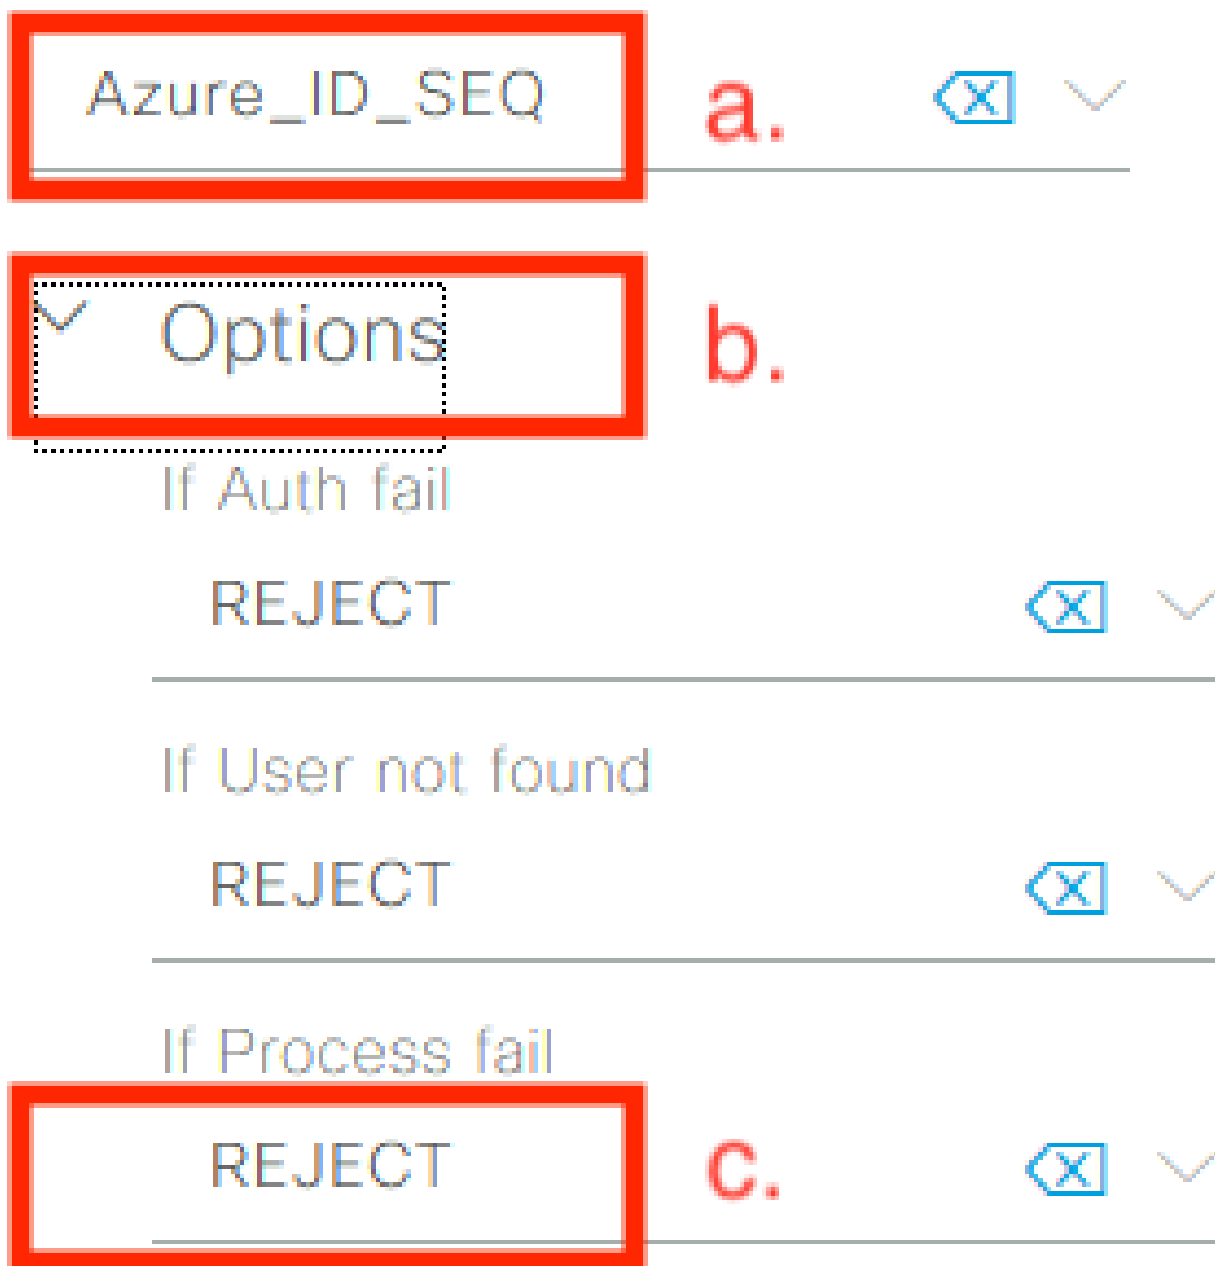 Azure_ID_SEQ a.
Options b.
If Auth fail
REJECT
If User not found
REJECT
If Process fail
REJECT c.